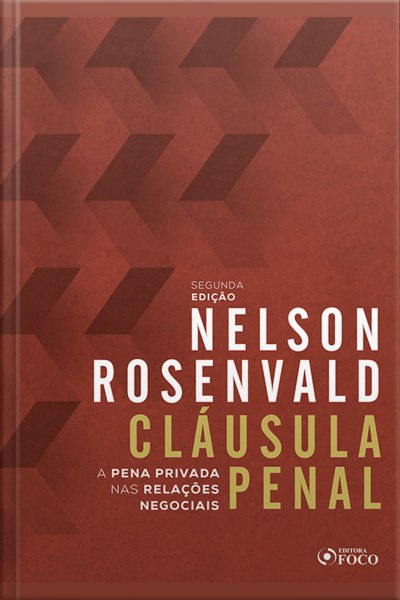 SEGUNDA
EDIÇÃO
NELSON
ROSENVALD
CLÁUSULA
A PENA PRIVADA
NAS RELAÇÕES
NEGOCIAIS
PENAL
EDITORA
FOCO